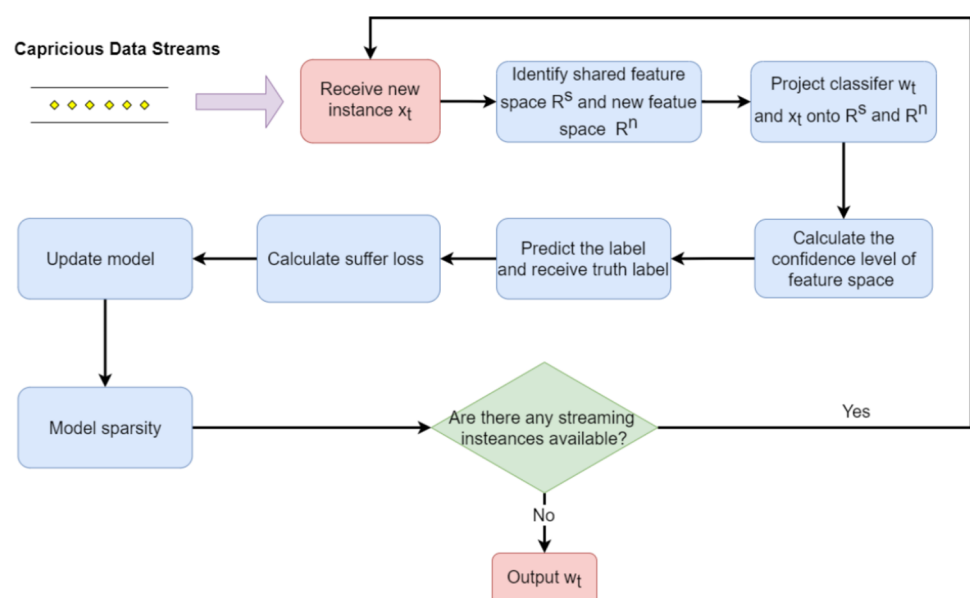 Capricious Data Streams
Receive new
instance xt
Identify shared feature
space Rs and new featue
space Rn
Project classifer wt
and xt onto Rs and Rn
Calculate the
confidence level of
feature space
Predict the label
and receive truth label
Calculate suffer loss
Update model
Model sparsity
Are there any streaming
insteances available?
Yes
No
Output wt